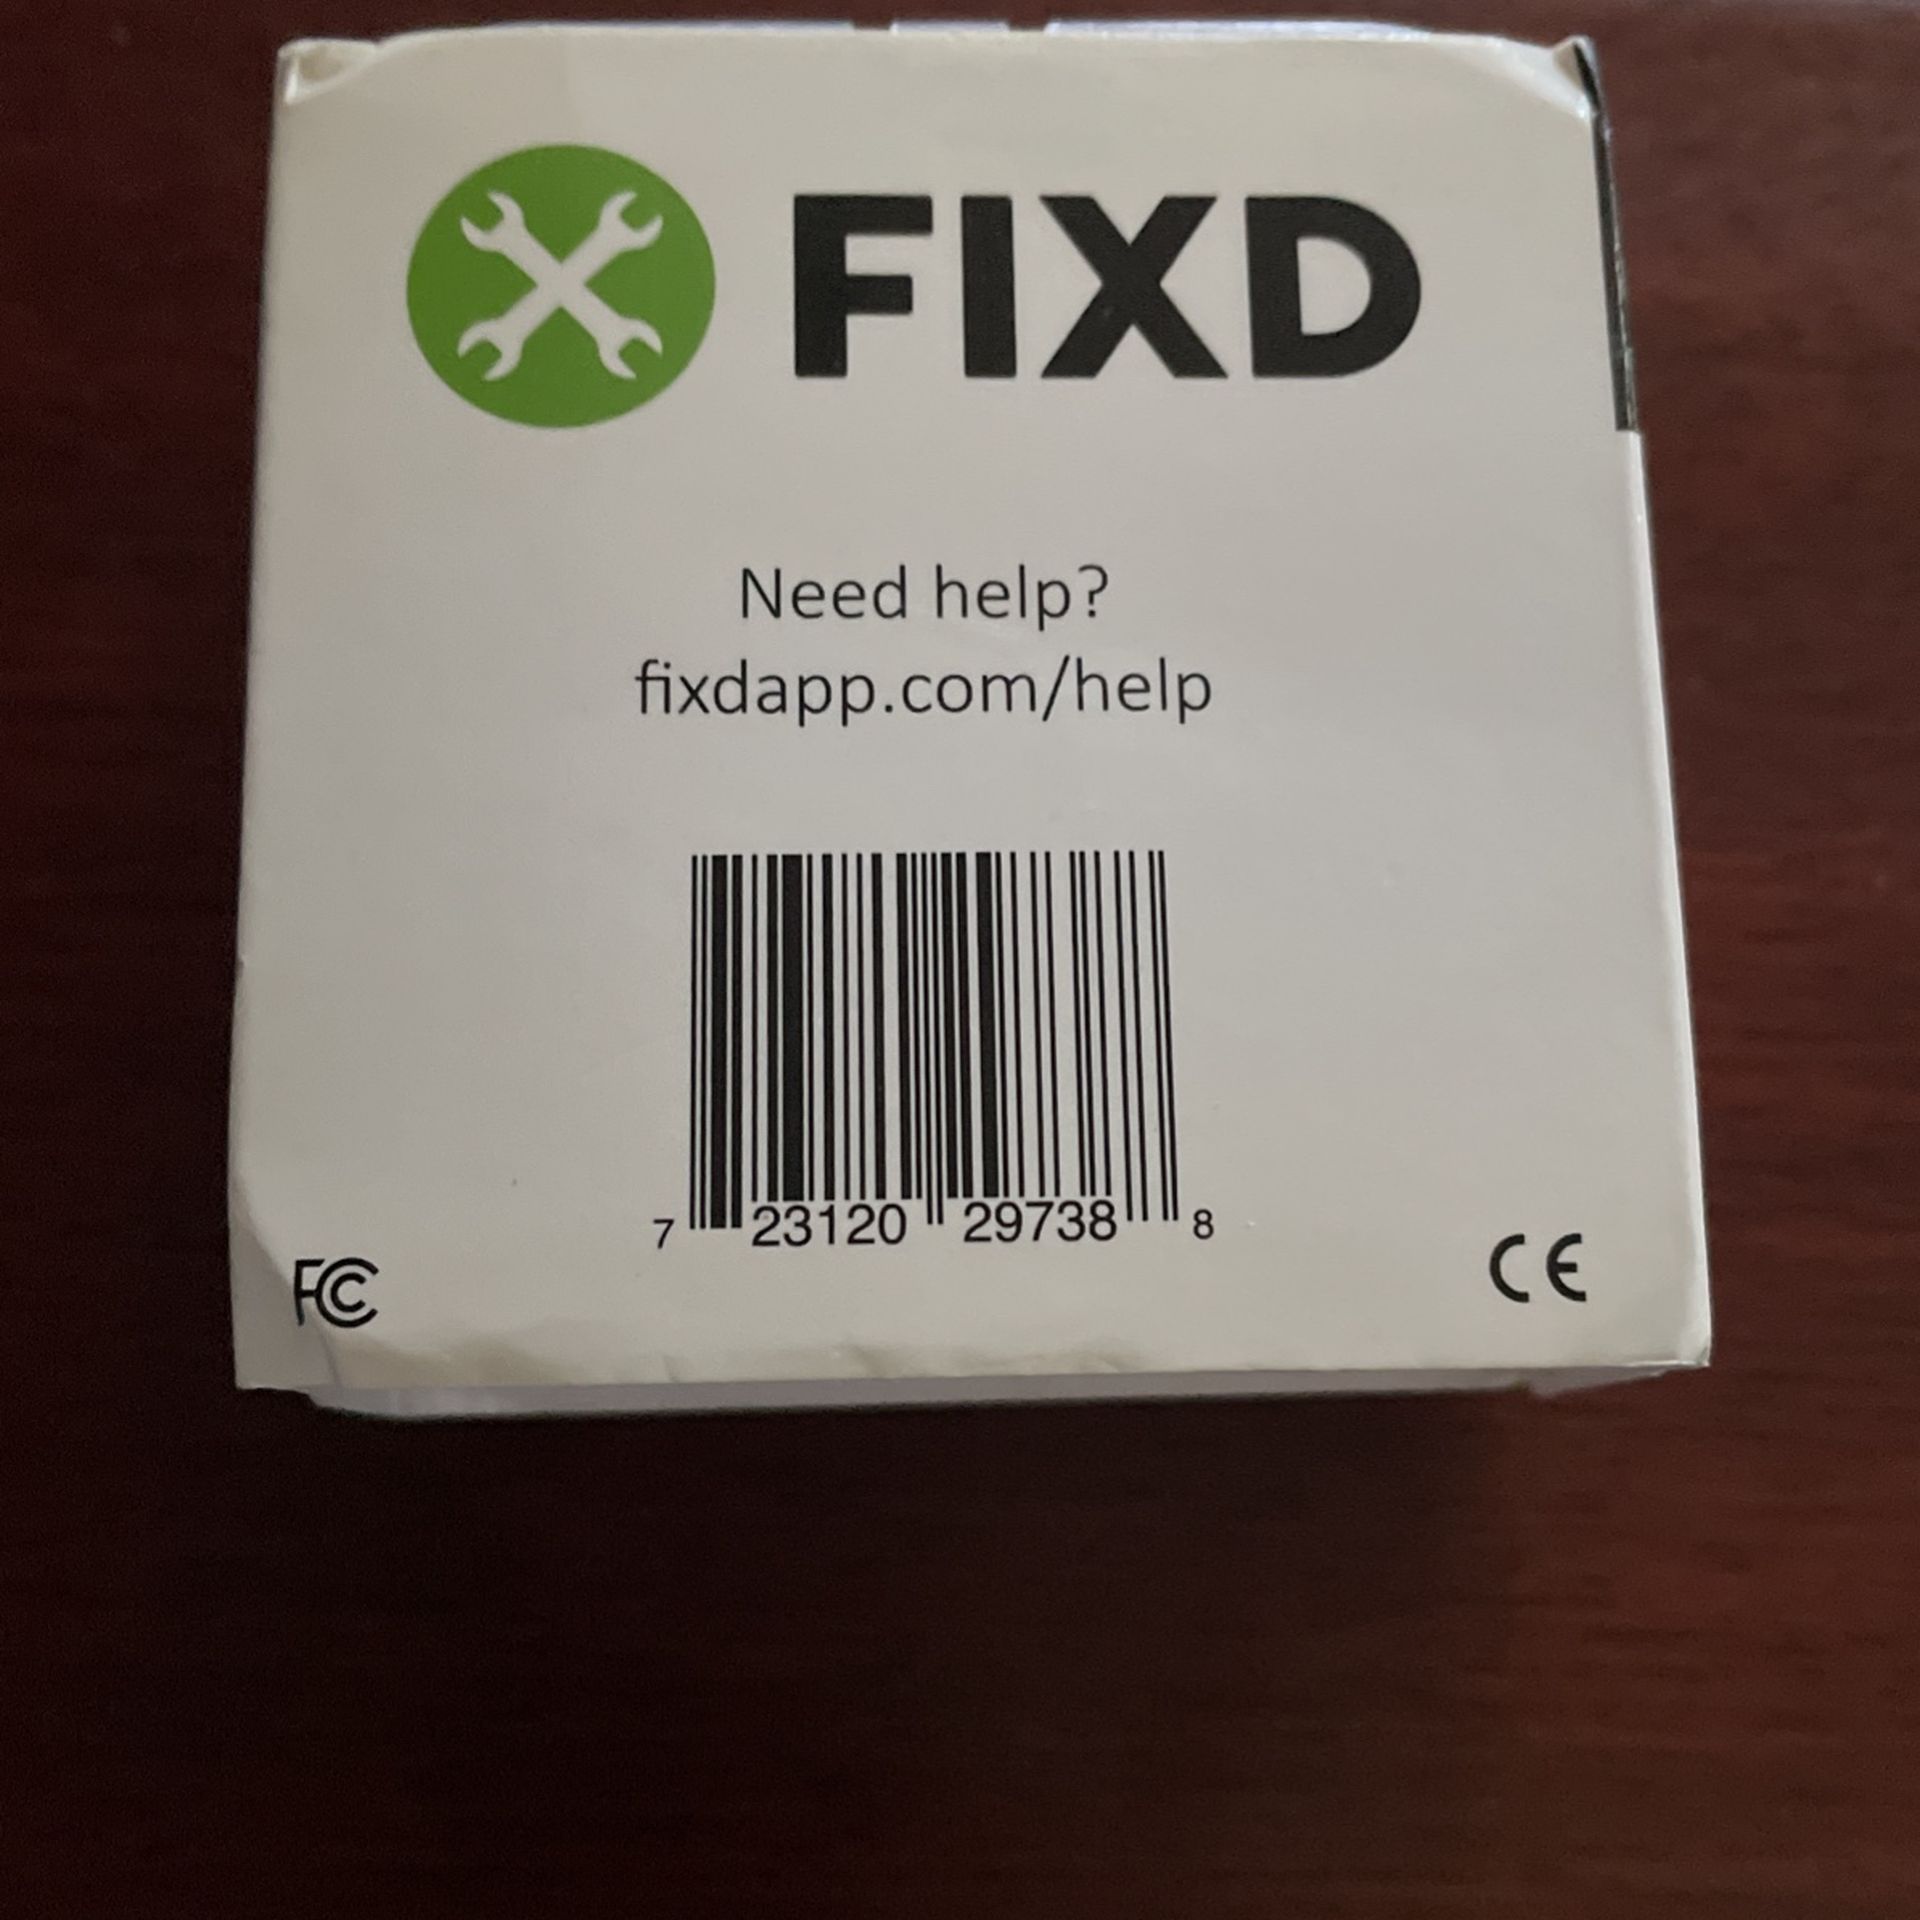 FIXD
Need help?
fixdapp.com/help
7 23120 29738 8
FC CE